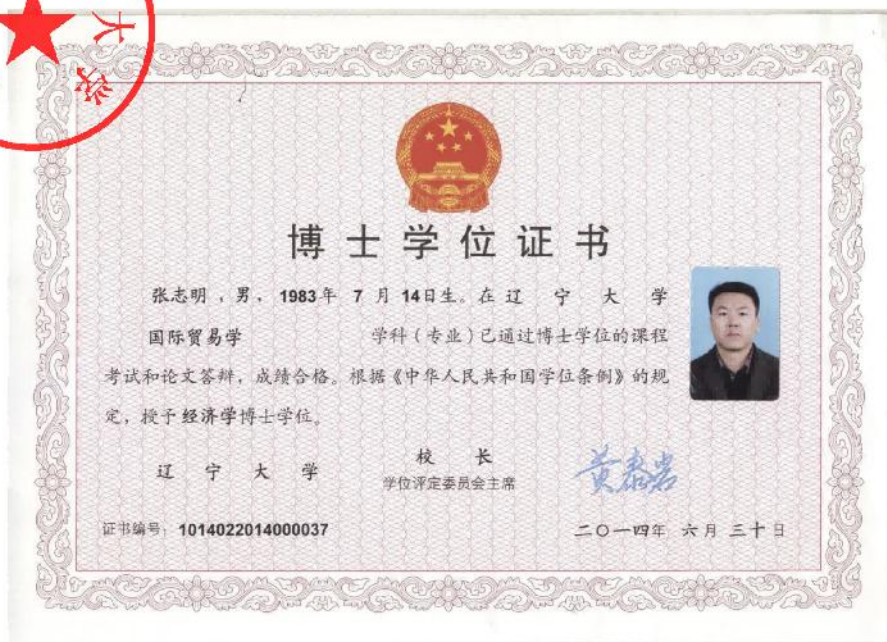 大学
博士学位证书
张志明，男，1983年 7 月 14日生。在 辽 宁 大 学
国际贸易学 学科（专业）已通过博士学位的课程
考试和论文答辩，成绩合格。根据《中华人民共和国学位条例》的规
定，授予经济学博士学位。
辽 宁 大 学
校 长
学位评定委员会主席
黄泰岩
证书编号：1014022014000037
二〇一四年 六月 三十日